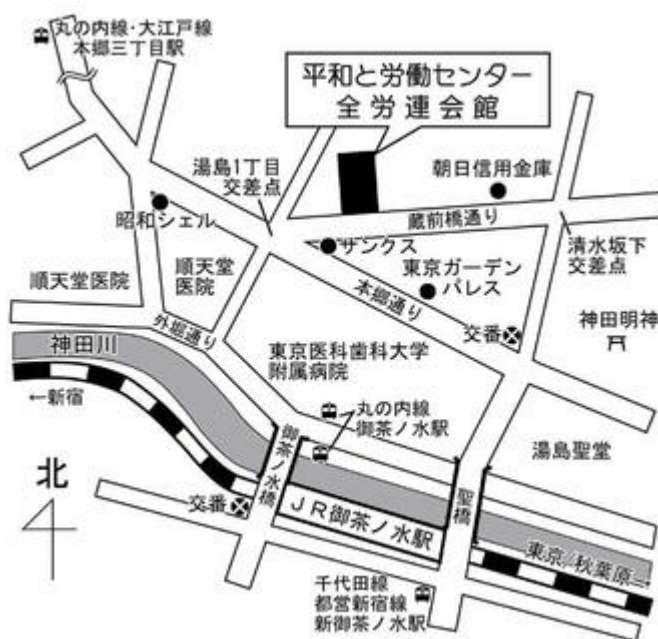 丸の内線・大江戸線
本郷三丁目駅
平和と労働センター
全労連会館
湯島1丁目
交差点
朝日信用金庫
昭和シェル
蔵前橋通り
サンクス
清水坂下
交差点
順天堂医院
順天堂
医院
東京ガーデン
パレス
本郷通り
外堀通り
交番
神田明神
神田川
東京医科歯科大学
附属病院
←新宿
丸の内線
御茶ノ水駅
御茶ノ水橋
湯島聖堂
北
交番
JR御茶ノ水駅
聖橋
東京/秋葉原→
千代田線
都営新宿線
新御茶ノ水駅